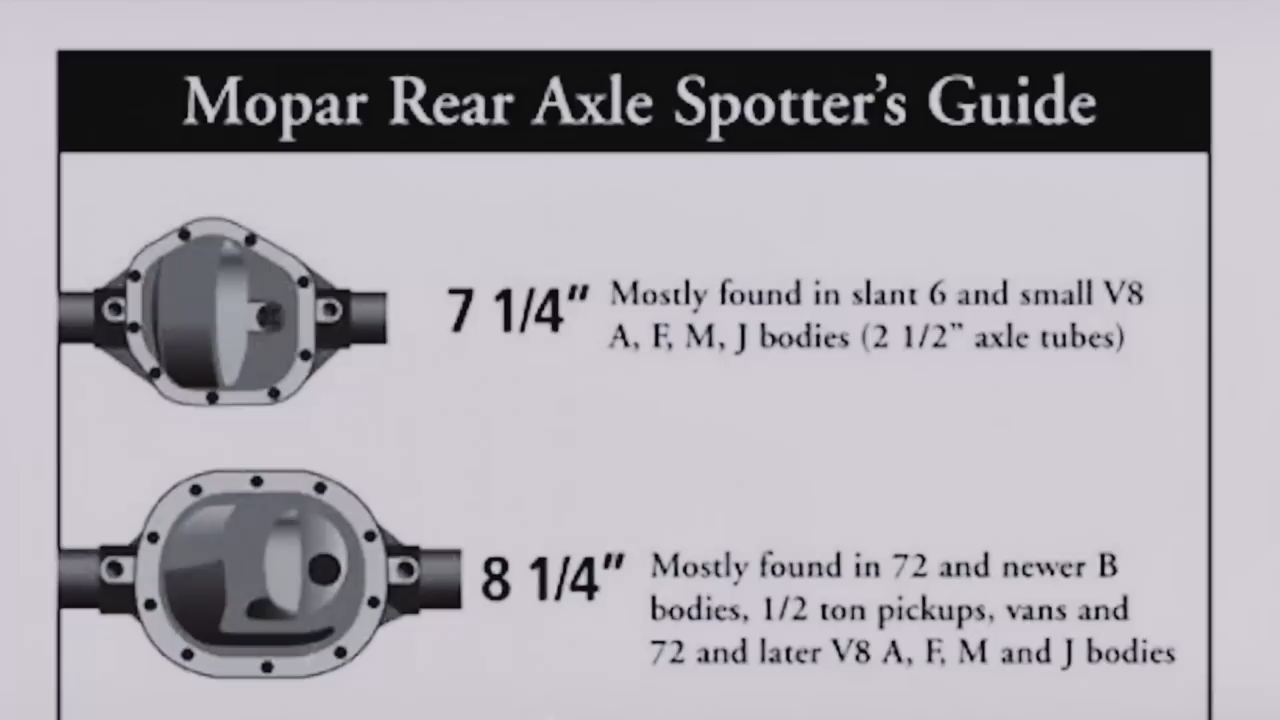 Mopar Rear Axle Spotter's Guide
7 1/4" Mostly found in slant 6 and small V8
A, F, M, J bodies (2 1/2" axle tubes)
8 1/4" Mostly found in 72 and newer B
bodies, 1/2 ton pickups, vans and
72 and later V8 A, F, M and J bodies